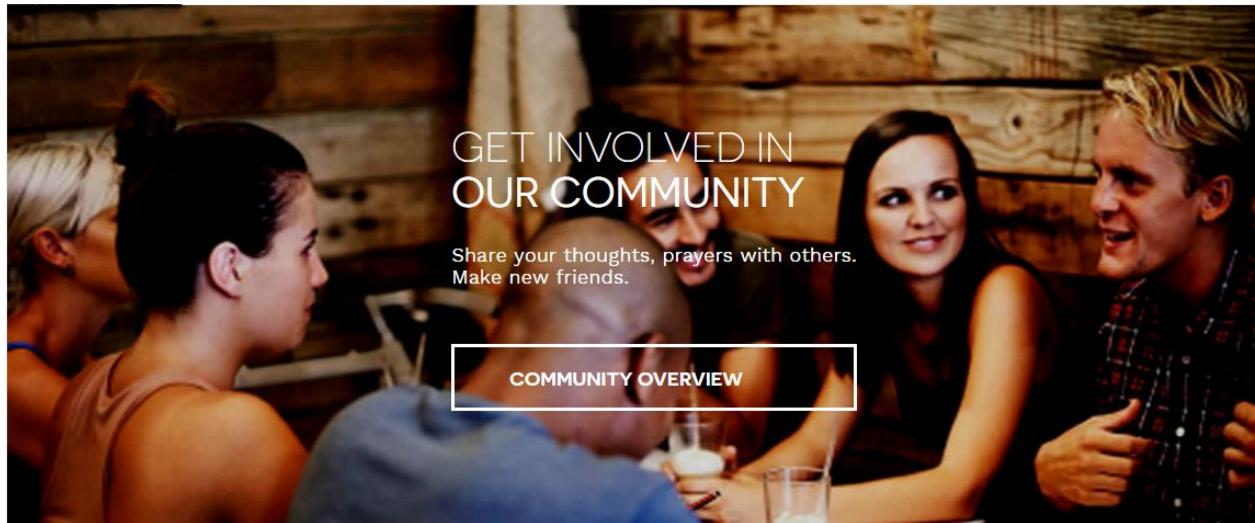 GET INVOLVED IN
OUR COMMUNITY
Share your thoughts, prayers with others.
Make new friends.
COMMUNITY OVERVIEW